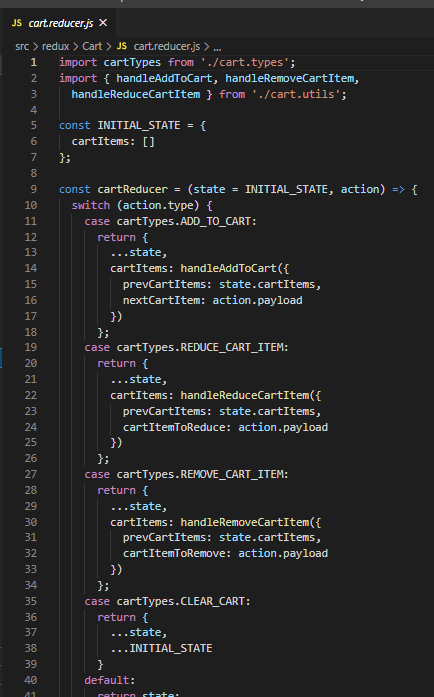 JS cart.reducer.js ×
src > redux > Cart > JS cart.reducer.js > ...
1 import cartTypes from './cart.types';
2 import { handleAddToCart, handleRemoveCartItem,
3   handleReduceCartItem } from './cart.utils';
4
5 const INITIAL_STATE = {
6   cartItems: []
7 };
8
9 const cartReducer = (state = INITIAL_STATE, action) => {
10   switch (action.type) {
11     case cartTypes.ADD_TO_CART:
12       return {
13         ...state,
14         cartItems: handleAddToCart({
15           prevCartItems: state.cartItems,
16           nextCartItem: action.payload
17         })
18       };
19     case cartTypes.REDUCE_CART_ITEM:
20       return {
21         ...state,
22         cartItems: handleReduceCartItem({
23           prevCartItems: state.cartItems,
24           cartItemToReduce: action.payload
25         })
26       };
27     case cartTypes.REMOVE_CART_ITEM:
28       return {
29         ...state,
30         cartItems: handleRemoveCartItem({
31           prevCartItems: state.cartItems,
32           cartItemToRemove: action.payload
33         })
34       };
35     case cartTypes.CLEAR_CART:
36       return {
37         ...state,
38         ...INITIAL_STATE
39       }
40     default:
41       return state;